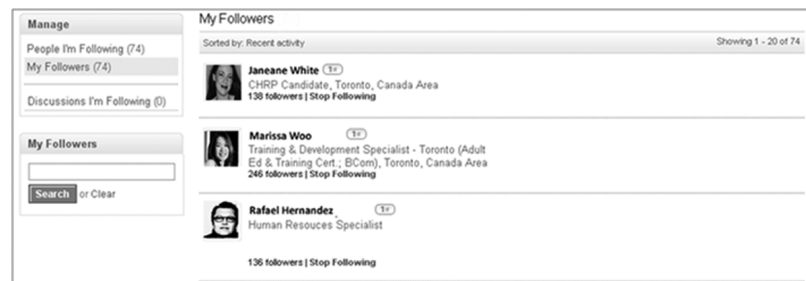 Manage
People I'm Following (74)
My Followers (74)
Discussions I'm Following (0)
My Followers
Search or Clear
My Followers
Sorted by: Recent activity
Showing 1 - 20 of 74
Janeane White 1st
CHRP Candidate, Toronto, Canada Area
138 followers | Stop Following
Marissa Woo 1st
Training & Development Specialist - Toronto (Adult
Ed & Training Cert.; BCom), Toronto, Canada Area
246 followers | Stop Following
Rafael Hernandez 1st
Human Resouces Specialist
136 followers | Stop Following